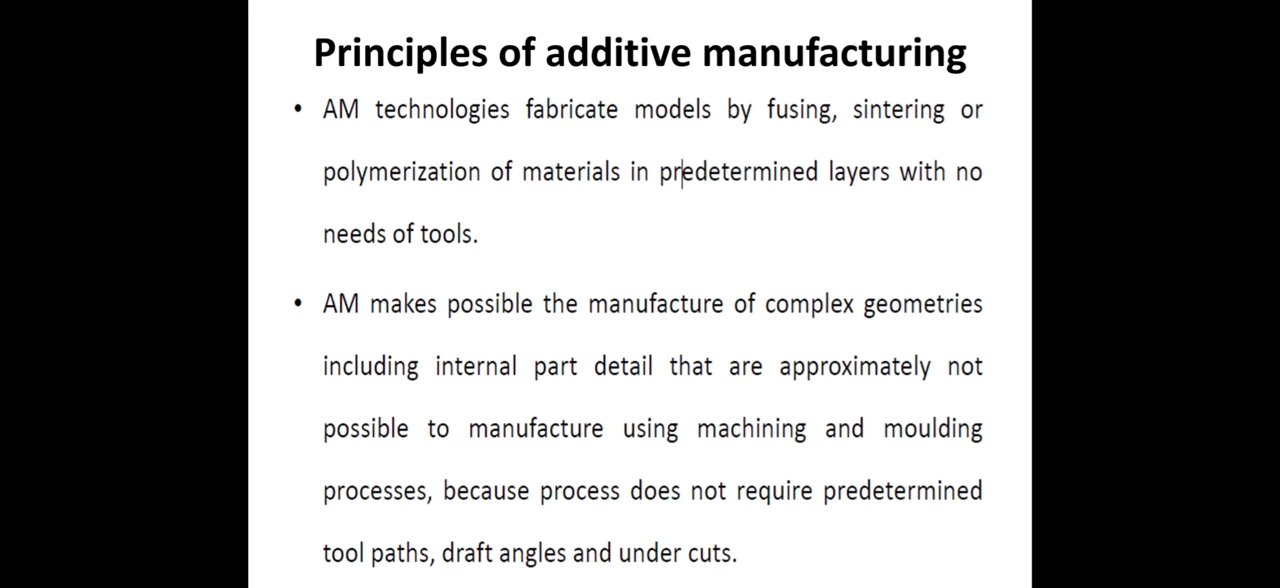 Principles of additive manufacturing
• AM technologies fabricate models by fusing, sintering or
polymerization of materials in predetermined layers with no
needs of tools.
• AM makes possible the manufacture of complex geometries
including internal part detail that are approximately not
possible to manufacture using machining and moulding
processes, because process does not require predetermined
tool paths, draft angles and under cuts.